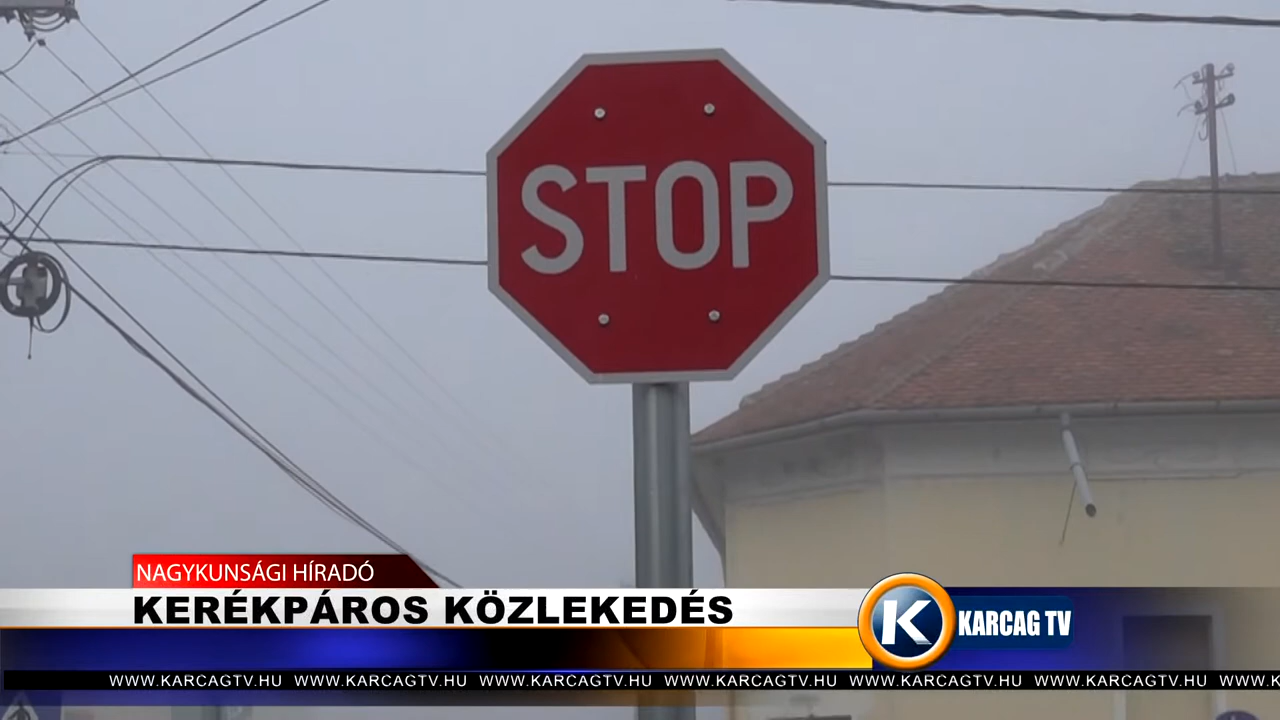 STOP
NAGYKUNSÁGI HÍRADÓ
KERÉKPÁROS KÖZLEKEDÉS
K KARCAG TV
WWW.KARCAGTV.HU WWW.KARCAGTV.HU WWW.KARCAGTV.HU WWW.KARCAGTV.HU WWW.KARCAGTV.HU WWW.KARCAGTV.HU WWW.K